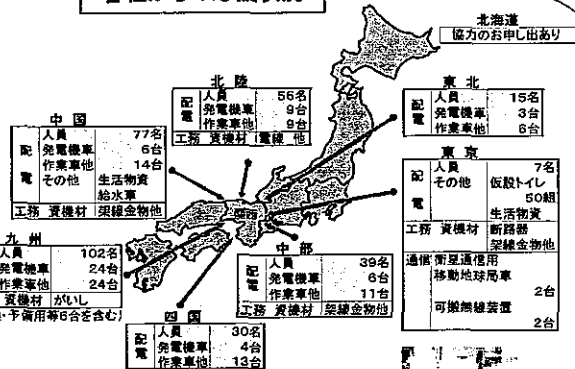 北海道
協力のお申し出あり
北陸
配電 人員 56名
発電機車 9台
作業車他 9台
工務 資機材 電線 他
東北
配電 人員 15名
発電機車 3台
作業車他 6台
中国
配電 人員 77名
発電機車 6台
作業車他 14台
その他 生活物資
給水車
工務 資機材 架線金物他
東京
配電 人員 7名
その他 仮設トイレ
50組
生活物資
工務 資機材 断路器
架線金物他
通信 衛星通信用
移動地球局車
2台
可搬無線装置
2台
関西
九州
人員 102名
発電機車 24台
作業車他 24台
資機材 がいし
・予備用等6台を含む)
中部
配電 人員 39名
発電機車 6台
作業車他 11台
工務 資機材 架線金物他
四国
配電 人員 30名
発電機車 4台
作業車他 13台